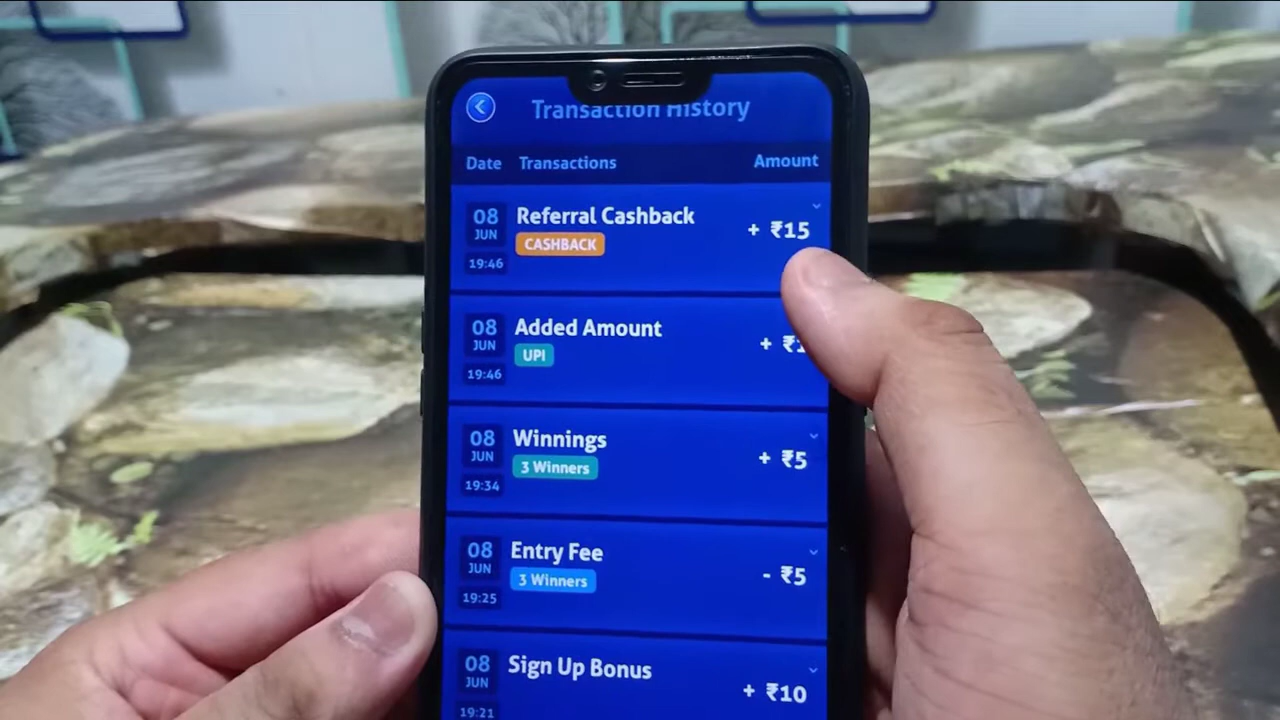 Transaction History
Date Transactions Amount
08 Referral Cashback
JUN CASHBACK + ₹15
19:46
08 Added Amount
JUN UPI + ₹
19:46
08 Winnings
JUN 3 Winners + ₹5
19:34
08 Entry Fee
JUN 3 Winners - ₹5
19:25
08 Sign Up Bonus
JUN + ₹10
19:21